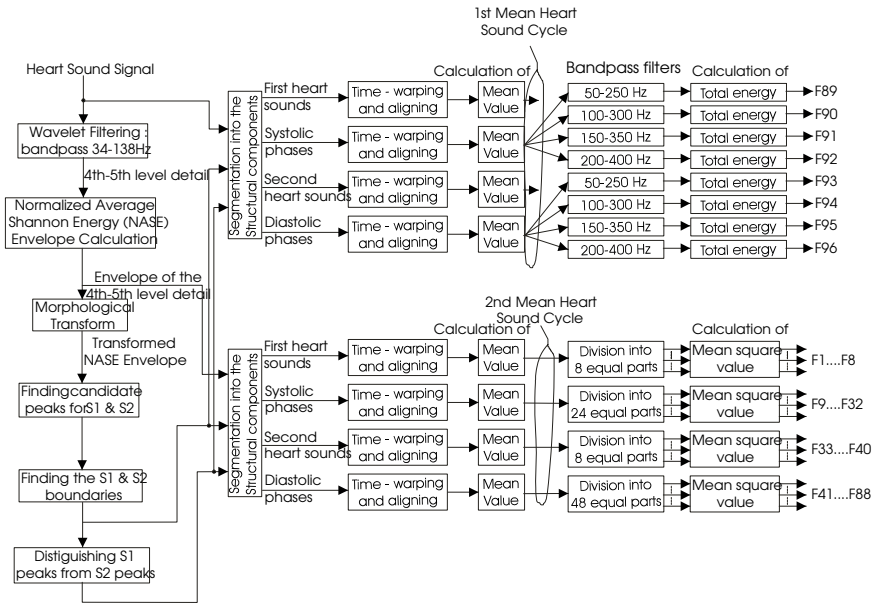 1st Mean Heart
Sound Cycle
Heart Sound Signal
Wavelet Filtering :
bandpass 34-138Hz
4th-5th level detail
Normalized Average
Shannon Energy (NASE)
Envelope Calculation
Envelope of the
4th-5th level detail
Morphological
Transform
Transformed
NASE Envelope
Findingcandidate
peaks forS1 & S2
Finding the S1 & S2
boundaries
Distiguishing S1
peaks from S2 peaks
Segmentation into the
Structural components
First heart
sounds
Systolic
phases
Second
heart sounds
Diastolic
phases
Time - warping
and aligning
Time - warping
and aligning
Time - warping
and aligning
Time - warping
and aligning
Calculation of
Mean
Value
Mean
Value
Mean
Value
Mean
Value
Bandpass filters
50-250 Hz
100-300 Hz
150-350 Hz
200-400 Hz
50-250 Hz
100-300 Hz
150-350 Hz
200-400 Hz
Calculation of
Total energy
Total energy
Total energy
Total energy
Total energy
Total energy
Total energy
Total energy
F89
F90
F91
F92
F93
F94
F95
F96
2nd Mean Heart
Sound Cycle
Segmentation into the
Structural components
First heart
sounds
Systolic
phases
Second
heart sounds
Diastolic
phases
Time - warping
and aligning
Time - warping
and aligning
Time - warping
and aligning
Time - warping
and aligning
Calculation of
Mean
Value
Mean
Value
Mean
Value
Mean
Value
Division into
8 equal parts
Division into
24 equal parts
Division into
8 equal parts
Division into
48 equal parts
Calculation of
Mean square
value
Mean square
value
Mean square
value
Mean square
value
F1....F8
F9....F32
F33....F40
F41....F88